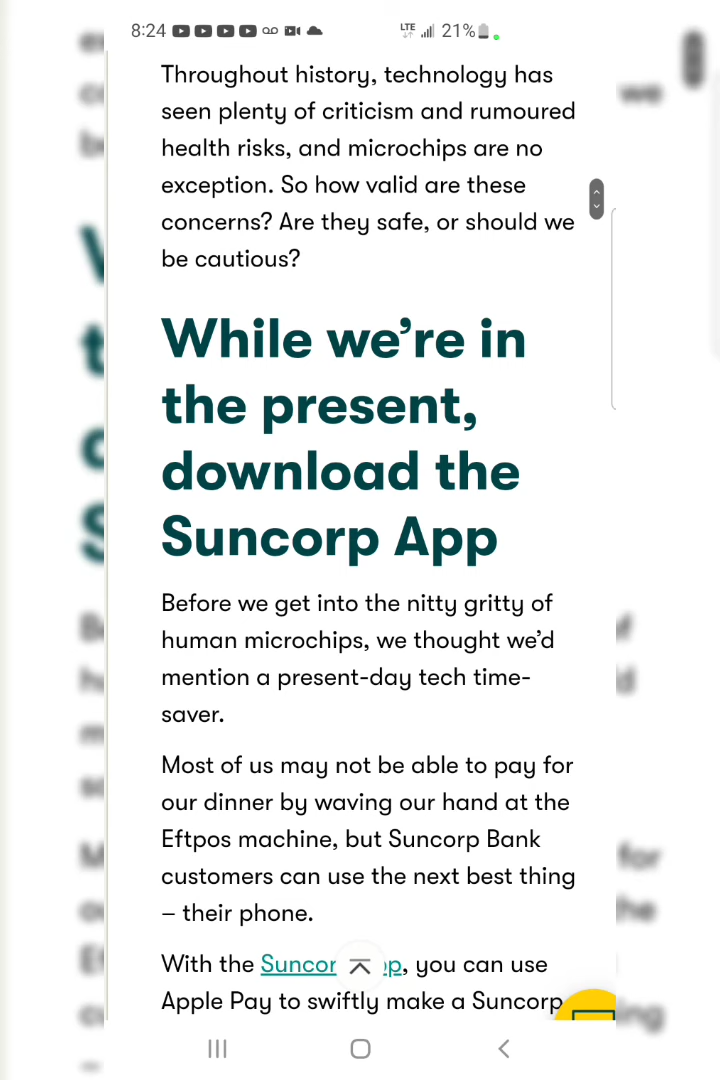 8:24
LTE
21%
Throughout history, technology has
seen plenty of criticism and rumoured
health risks, and microchips are no
exception. So how valid are these
concerns? Are they safe, or should we
be cautious?
While we're in
the present,
download the
Suncorp App
Before we get into the nitty gritty of
human microchips, we thought we'd
mention a present-day tech time-
saver.
Most of us may not be able to pay for
our dinner by waving our hand at the
Eftpos machine, but Suncorp Bank
customers can use the next best thing
– their phone.
With the Suncor pp, you can use
Apple Pay to swiftly make a Suncorp